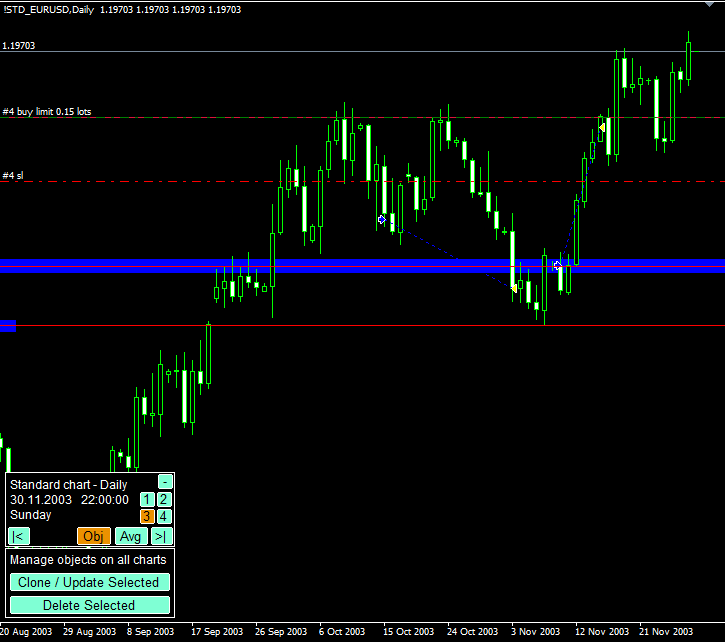 !STD_EURUSD,Daily 1.19703 1.19703 1.19703 1.19703
1.19703
#4 buy limit 0.15 lots
#4 sl
Standard chart - Daily -
30.11.2003 22:00:00 1 2
Sunday 3 4
|< Obj Avg >|
Manage objects on all charts
Clone / Update Selected
Delete Selected
20 Aug 2003 29 Aug 2003 8 Sep 2003 17 Sep 2003 26 Sep 2003 6 Oct 2003 15 Oct 2003 24 Oct 2003 3 Nov 2003 12 Nov 2003 21 Nov 2003